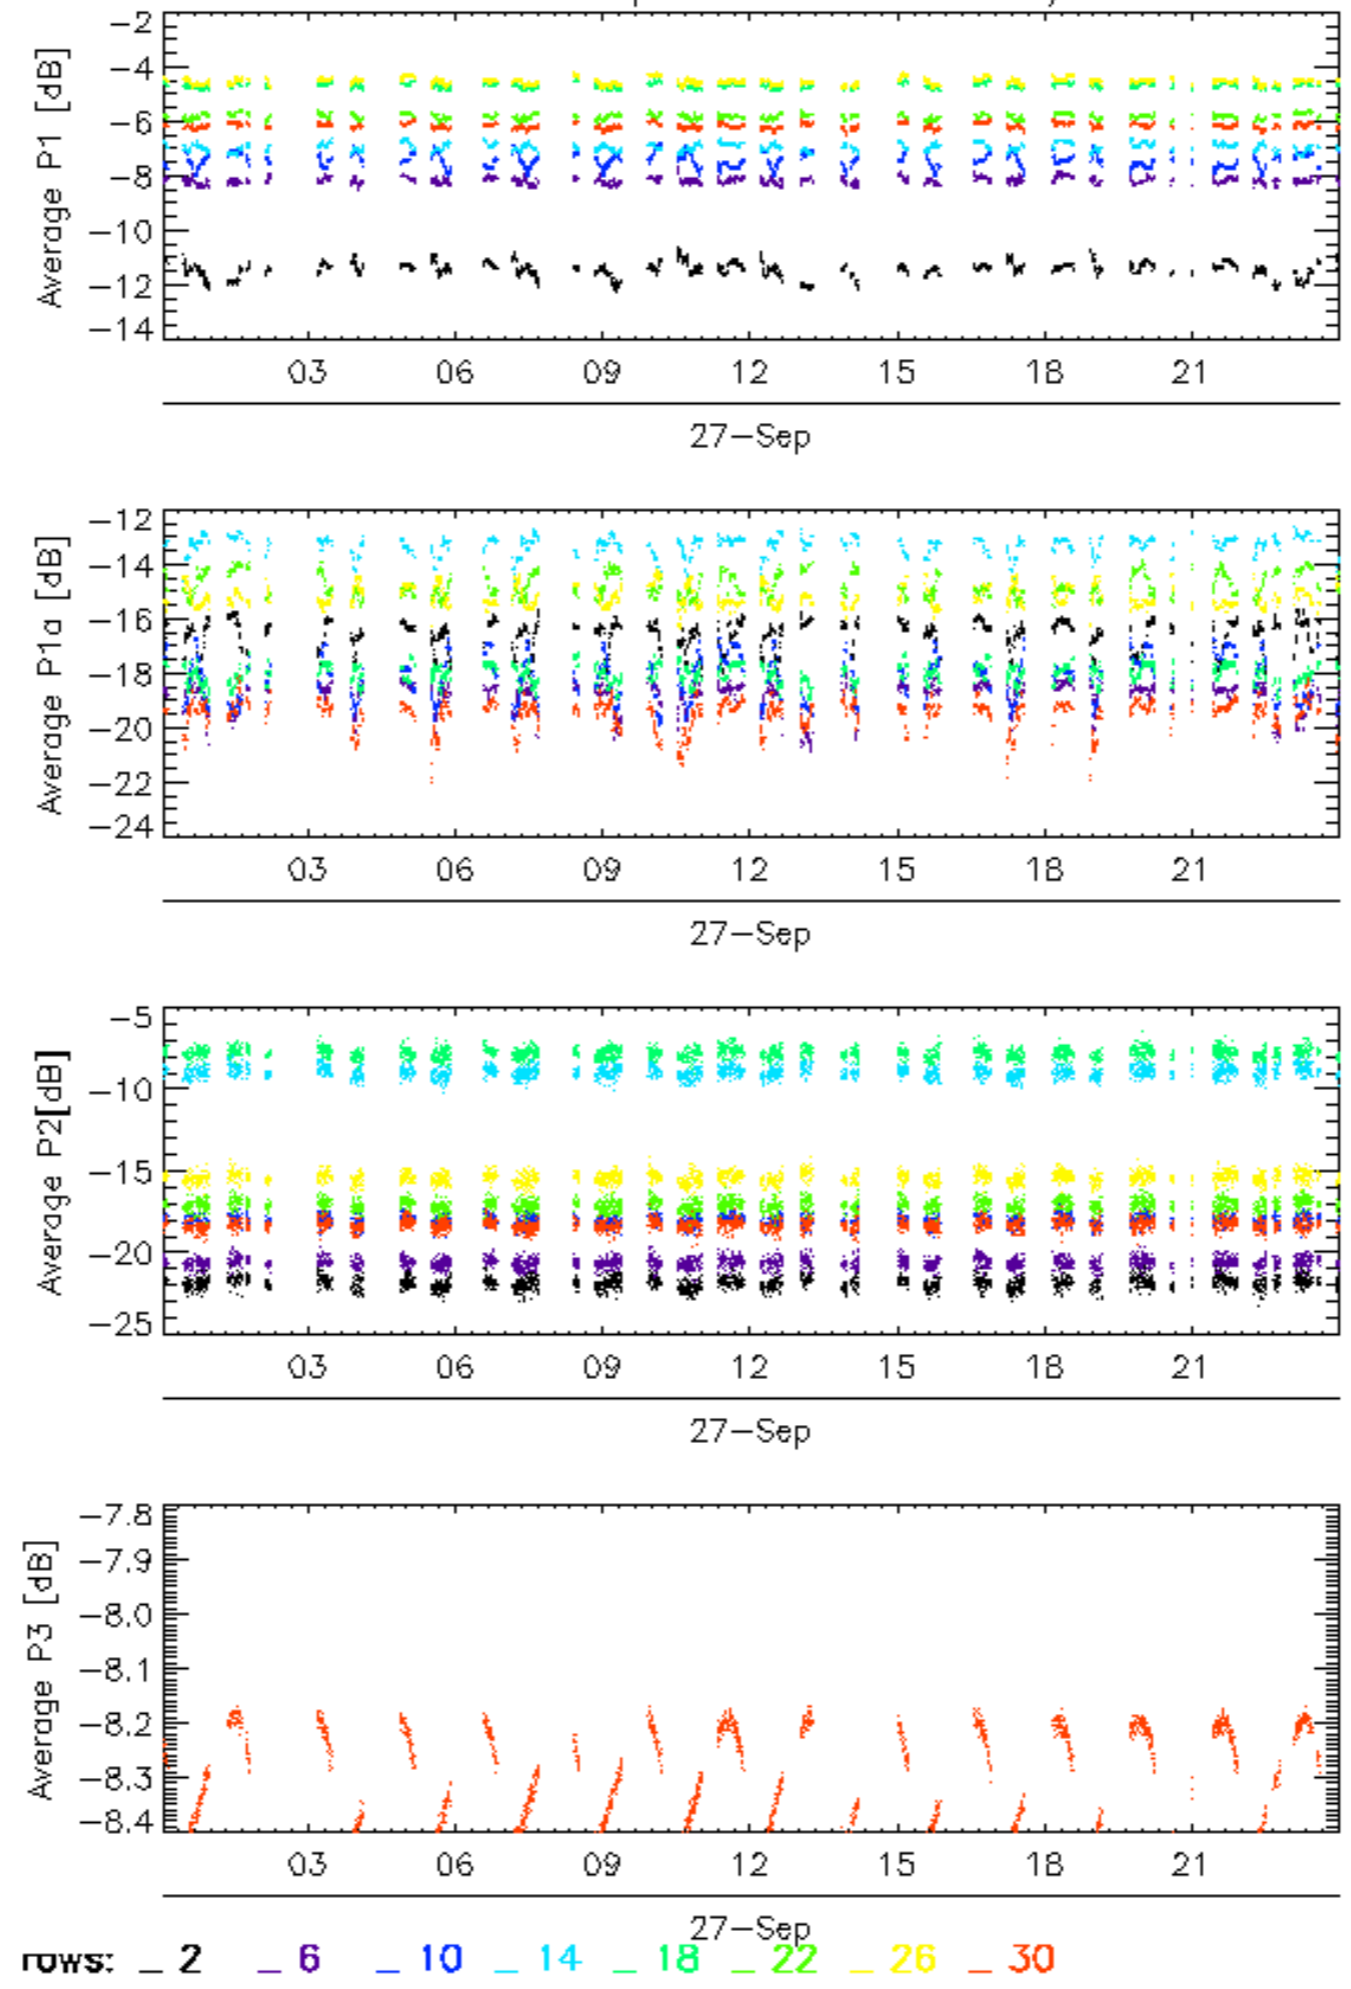 Average P1 [dB]
−2
−4
−6
−8
−10
−12
−14
03 06 09 12 15 18 21
27−Sep
Average P1a [dB]
−12
−14
−16
−18
−20
−22
−24
03 06 09 12 15 18 21
27−Sep
Average P2[dB]
−5
−10
−15
−20
−25
03 06 09 12 15 18 21
27−Sep
Average P3 [dB]
−7.8
−7.9
−8.0
−8.1
−8.2
−8.3
−8.4
03 06 09 12 15 18 21
27−Sep
rows: _ 2 _ 6 _ 10 _ 14 _ 18 _ 22 _ 26 _ 30